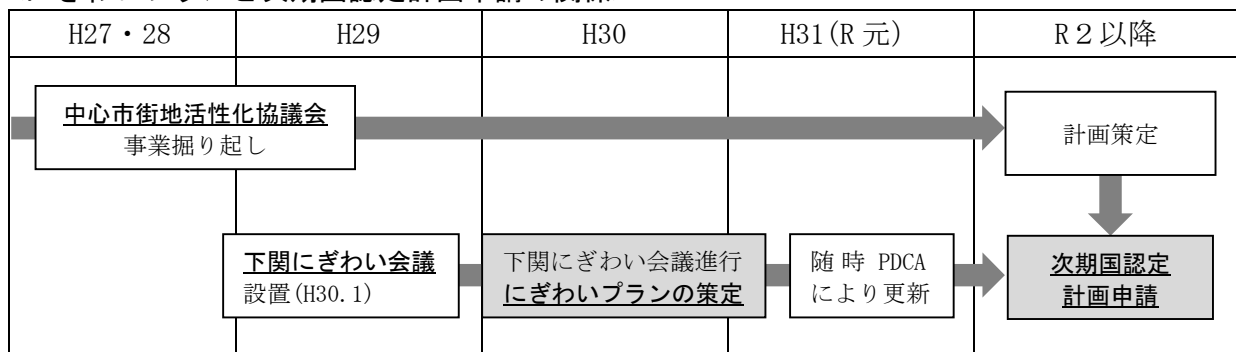 H27・28 H29 H30 H31(R元) R2以降
中心市街地活性化協議会
事業掘り起し
計画策定
下関にぎわい会議
設置(H30.1)
下関にぎわい会議進行
にぎわいプランの策定
随時 PDCA
により更新
次期国認定
計画申請